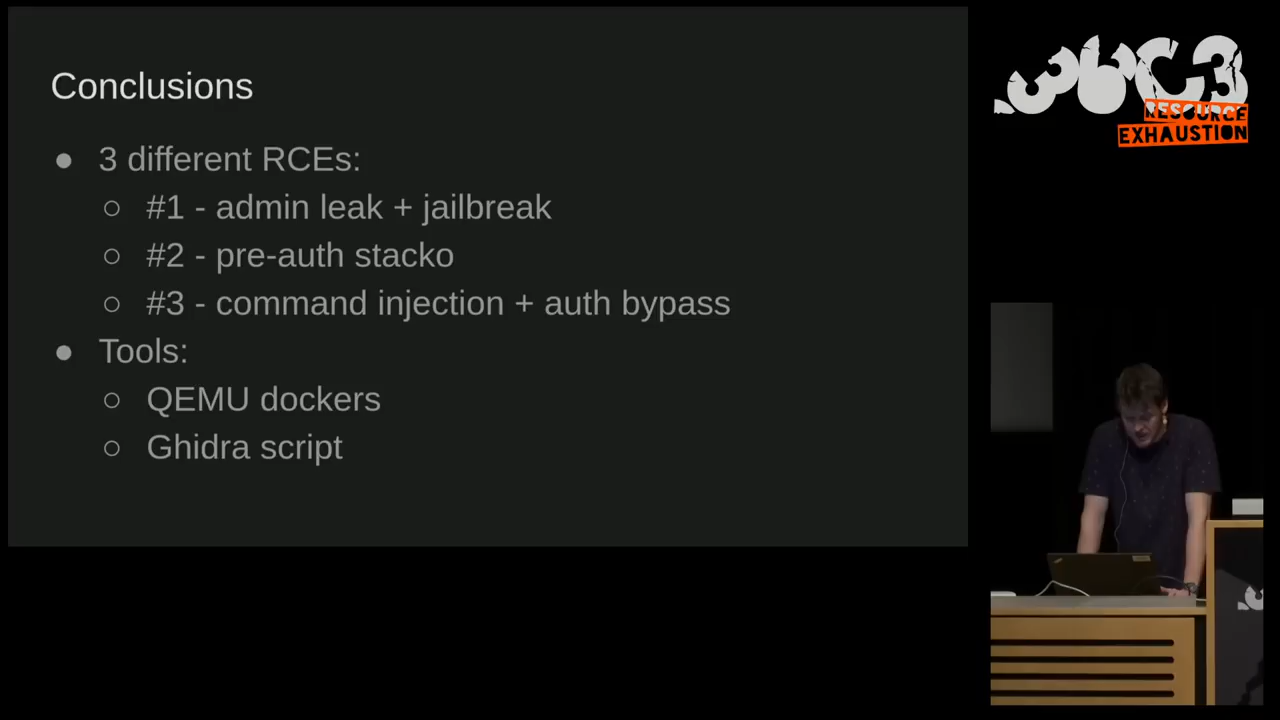 Conclusions
● 3 different RCEs:
○ #1 - admin leak + jailbreak
○ #2 - pre-auth stacko
○ #3 - command injection + auth bypass
● Tools:
○ QEMU dockers
○ Ghidra script
36C3
RESOURCE
EXHAUSTION